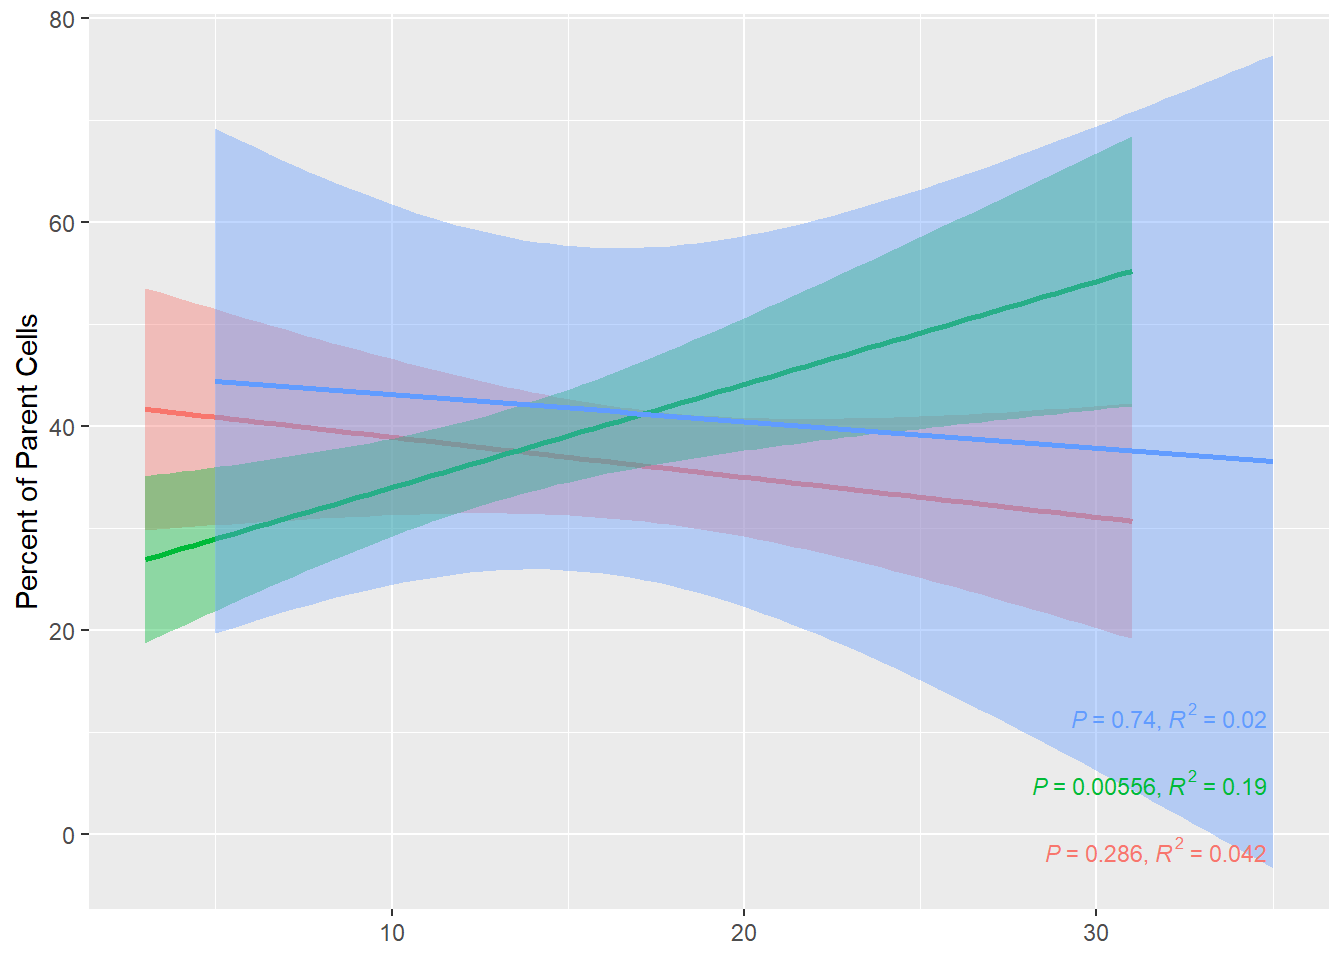 80
60
40
20
0
Percent of Parent Cells
P = 0.74, R² = 0.02
P = 0.00556, R² = 0.19
P = 0.286, R² = 0.042
10 20 30